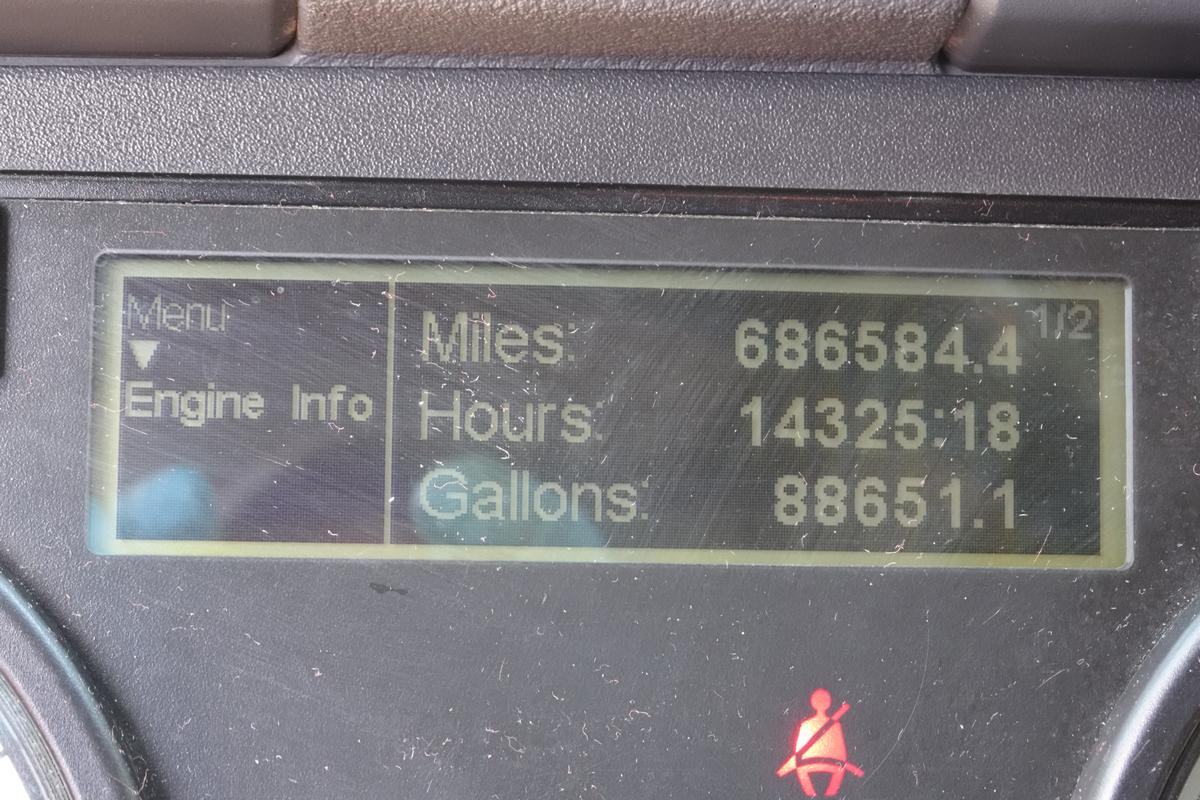 Menu
Engine Info
1/2
Miles: 686584.4
Hours: 14325:18
Gallons: 88651.1